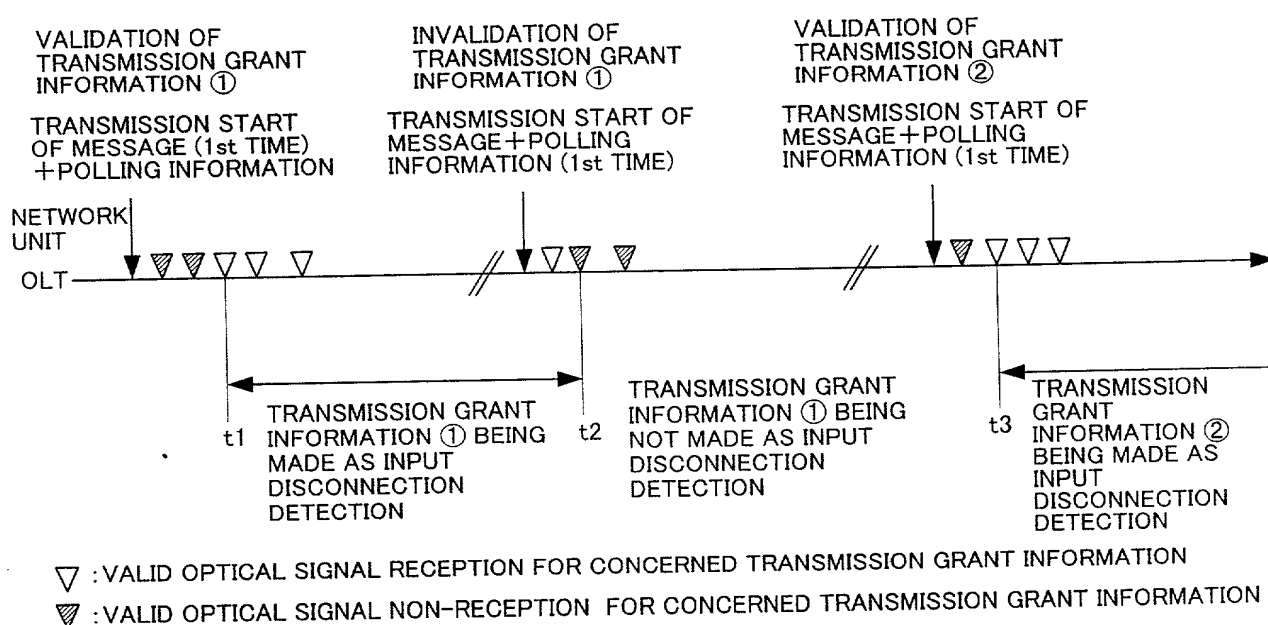 VALIDATION OF
TRANSMISSION GRANT
INFORMATION ①
TRANSMISSION START
OF MESSAGE (1st TIME)
+POLLING INFORMATION
INVALIDATION OF
TRANSMISSION GRANT
INFORMATION ①
TRANSMISSION START OF
MESSAGE+POLLING
INFORMATION (1st TIME)
VALIDATION OF
TRANSMISSION GRANT
INFORMATION ②
TRANSMISSION START OF
MESSAGE+POLLING
INFORMATION (1st TIME)
NETWORK
UNIT
OLT
t1
TRANSMISSION GRANT
INFORMATION ① BEING
MADE AS INPUT
DISCONNECTION
DETECTION
t2
TRANSMISSION GRANT
INFORMATION ① BEING
NOT MADE AS INPUT
DISCONNECTION
DETECTION
t3
TRANSMISSION
GRANT
INFORMATION ②
BEING MADE AS
INPUT
DISCONNECTION
DETECTION
:VALID OPTICAL SIGNAL RECEPTION FOR CONCERNED TRANSMISSION GRANT INFORMATION
:VALID OPTICAL SIGNAL NON-RECEPTION FOR CONCERNED TRANSMISSION GRANT INFORMATION